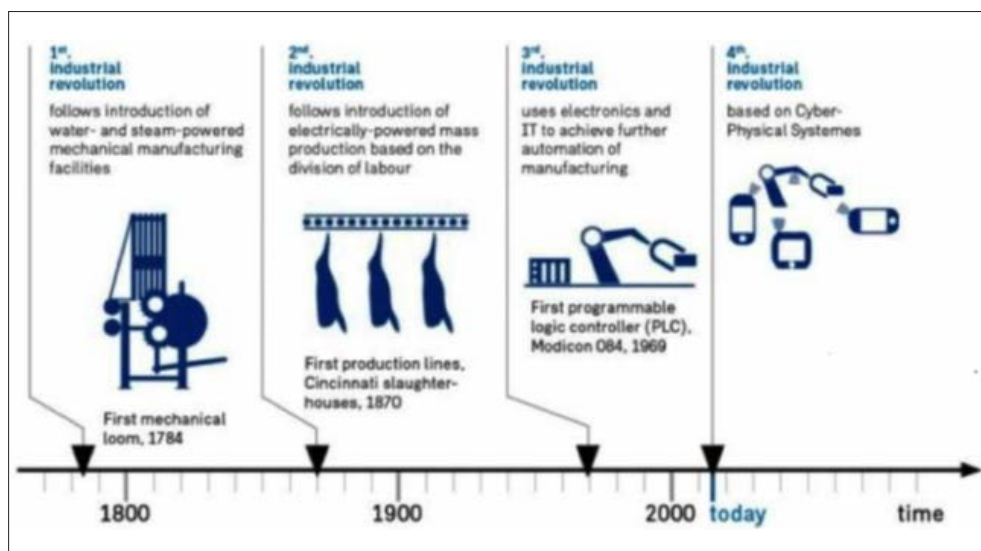 1st.
industrial
revolution
follows introduction of
water- and steam-powered
mechanical manufacturing
facilities
First mechanical
loom, 1784
2nd.
industrial
revolution
follows introduction of
electrically-powered mass
production based on the
division of labour
First production lines,
Cincinnati slaughter-
houses, 1870
3rd.
industrial
revolution
uses electronics and
IT to achieve further
automation of
manufacturing
First programmable
logic controller (PLC),
Modicon 084, 1969
4th.
industrial
revolution
based on Cyber-
Physical Systemes
1800 1900 2000 today time